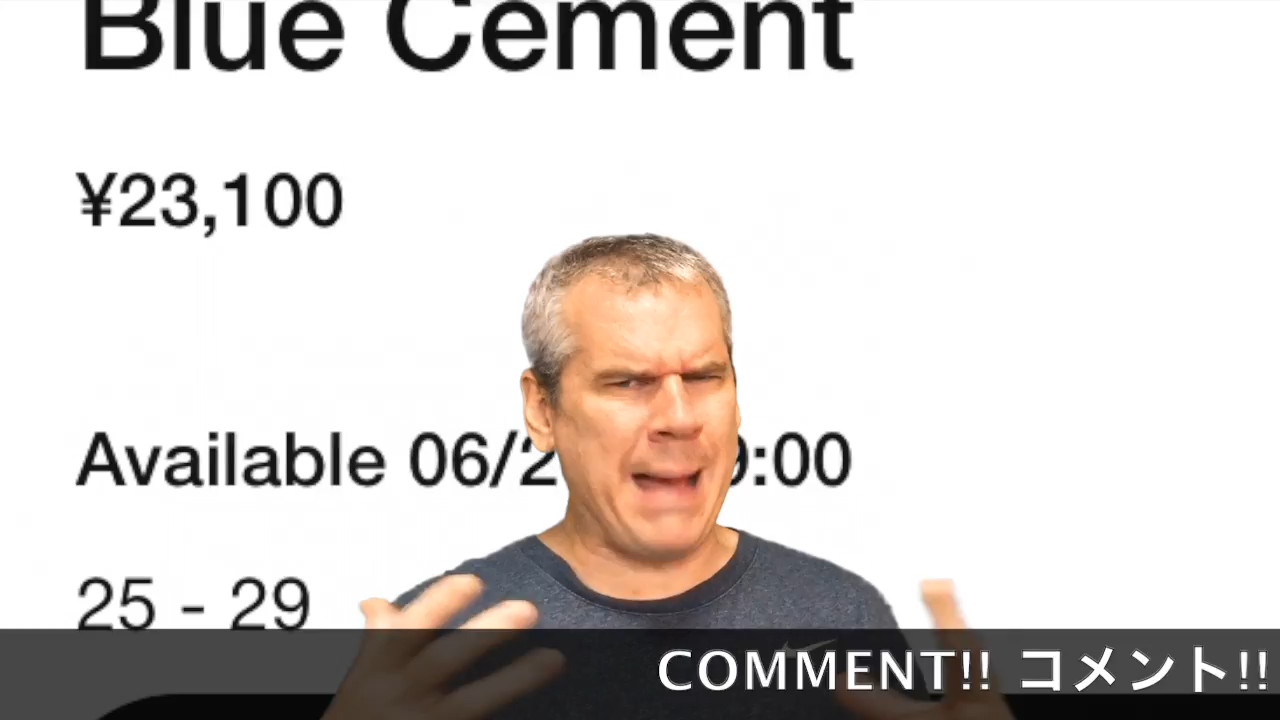 Blue Cement
¥23,100
Available 06/2 :00
25 - 29
COMMENT!! コメント!!